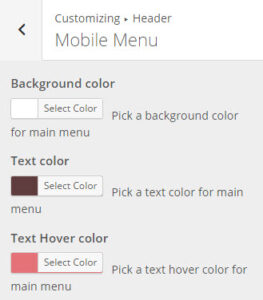 Customizing ▸ Header
Mobile Menu
Background color
Select Color Pick a background color
for main menu
Text color
Select Color Pick a text color for main
menu
Text Hover color
Select Color Pick a text hover color for
main menu